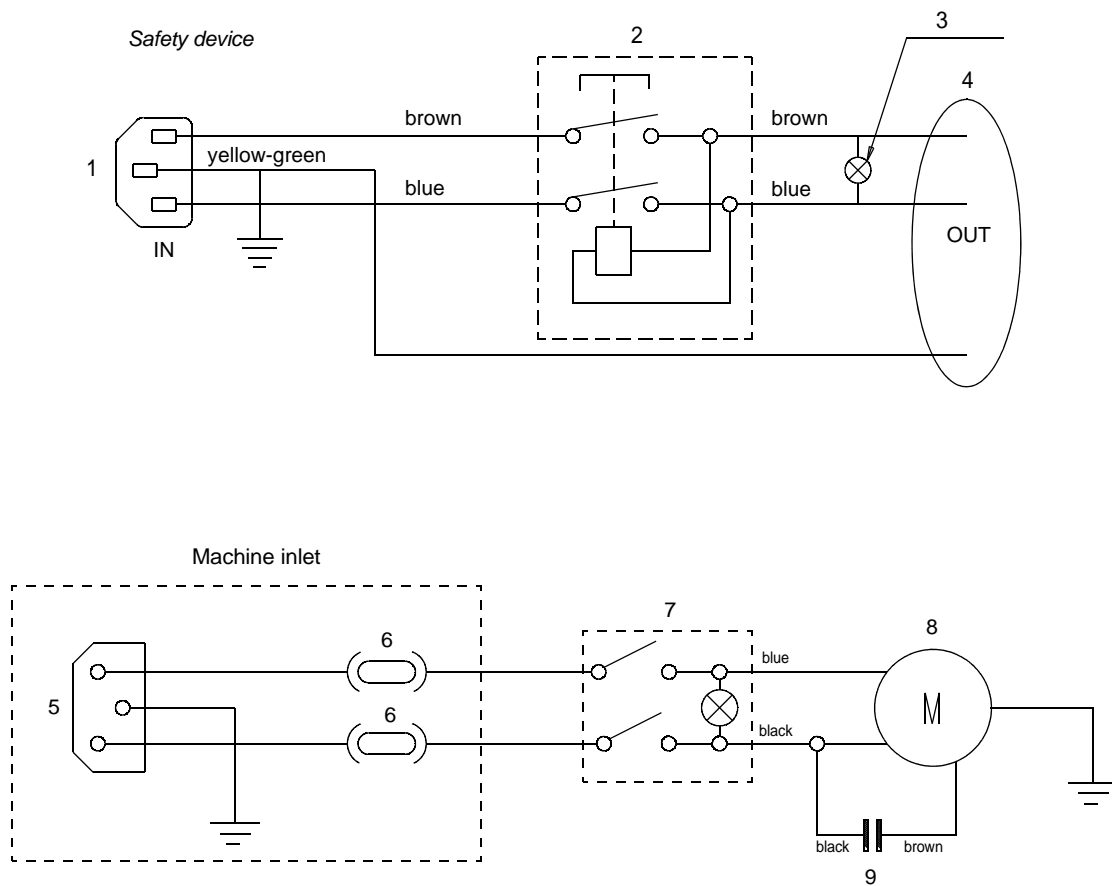 Safety device
2
3
4
brown
brown
1
yellow-green
blue
blue
IN
OUT
Machine inlet
7
8
6
blue
5
6
M
black
black
brown
9